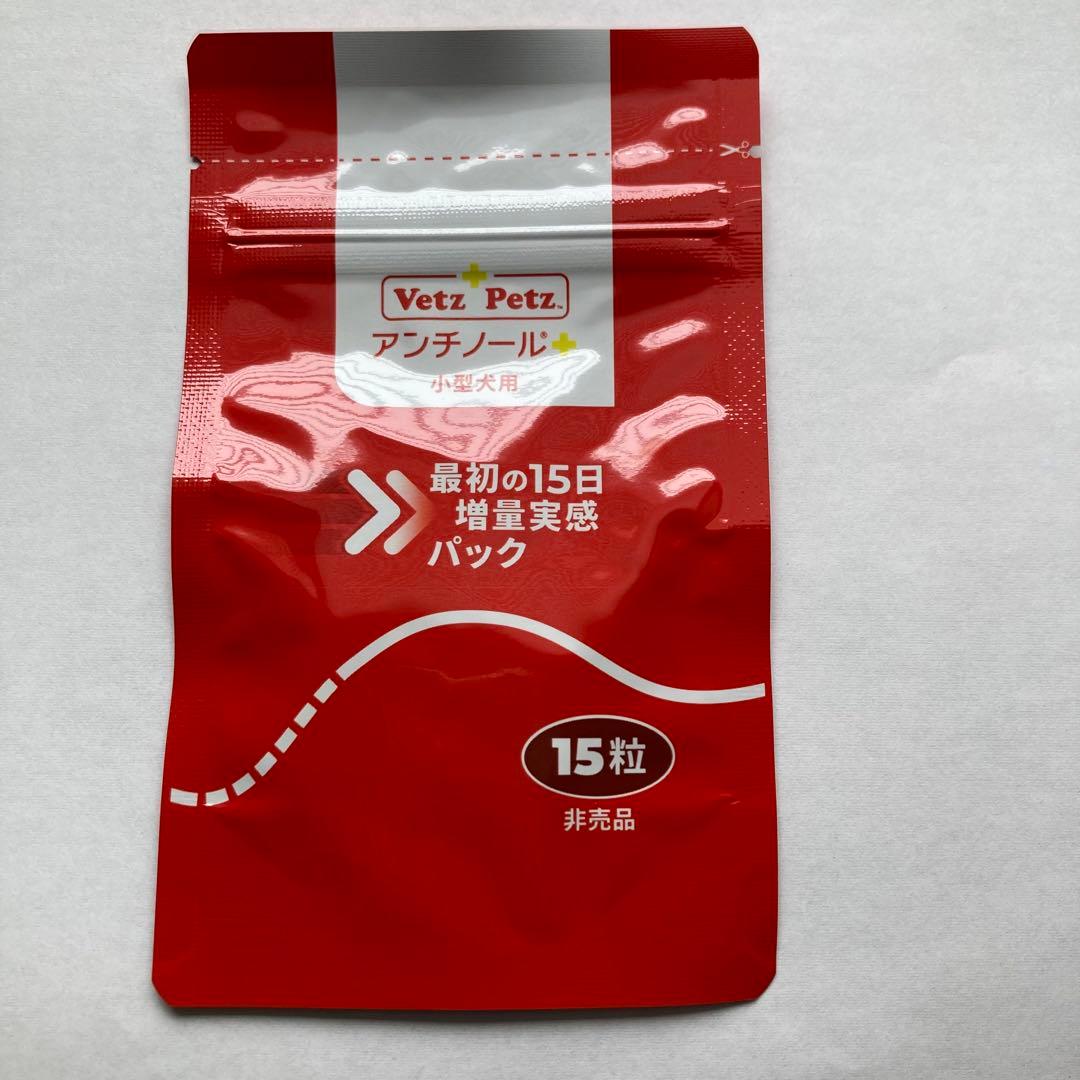 Vetz Petz™
アンチノール®+
小型犬用
最初の15日
増量実感
パック
15粒
非売品